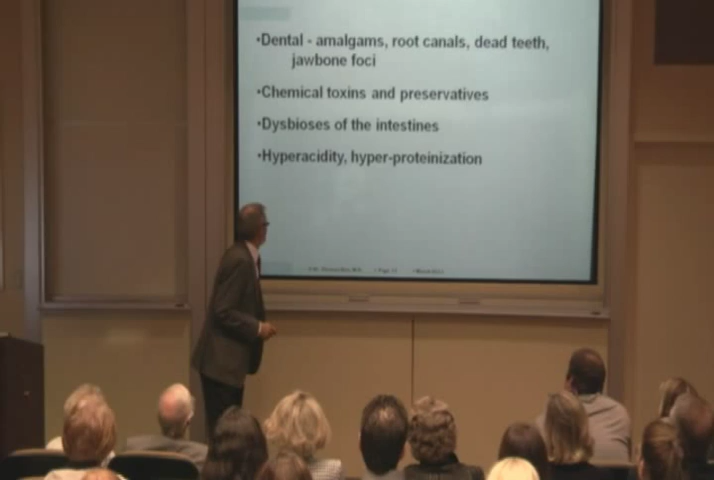 •Dental - amalgams, root canals, dead teeth,
jawbone foci
•Chemical toxins and preservatives
•Dysbioses of the intestines
•Hyperacidity, hyper-proteinization